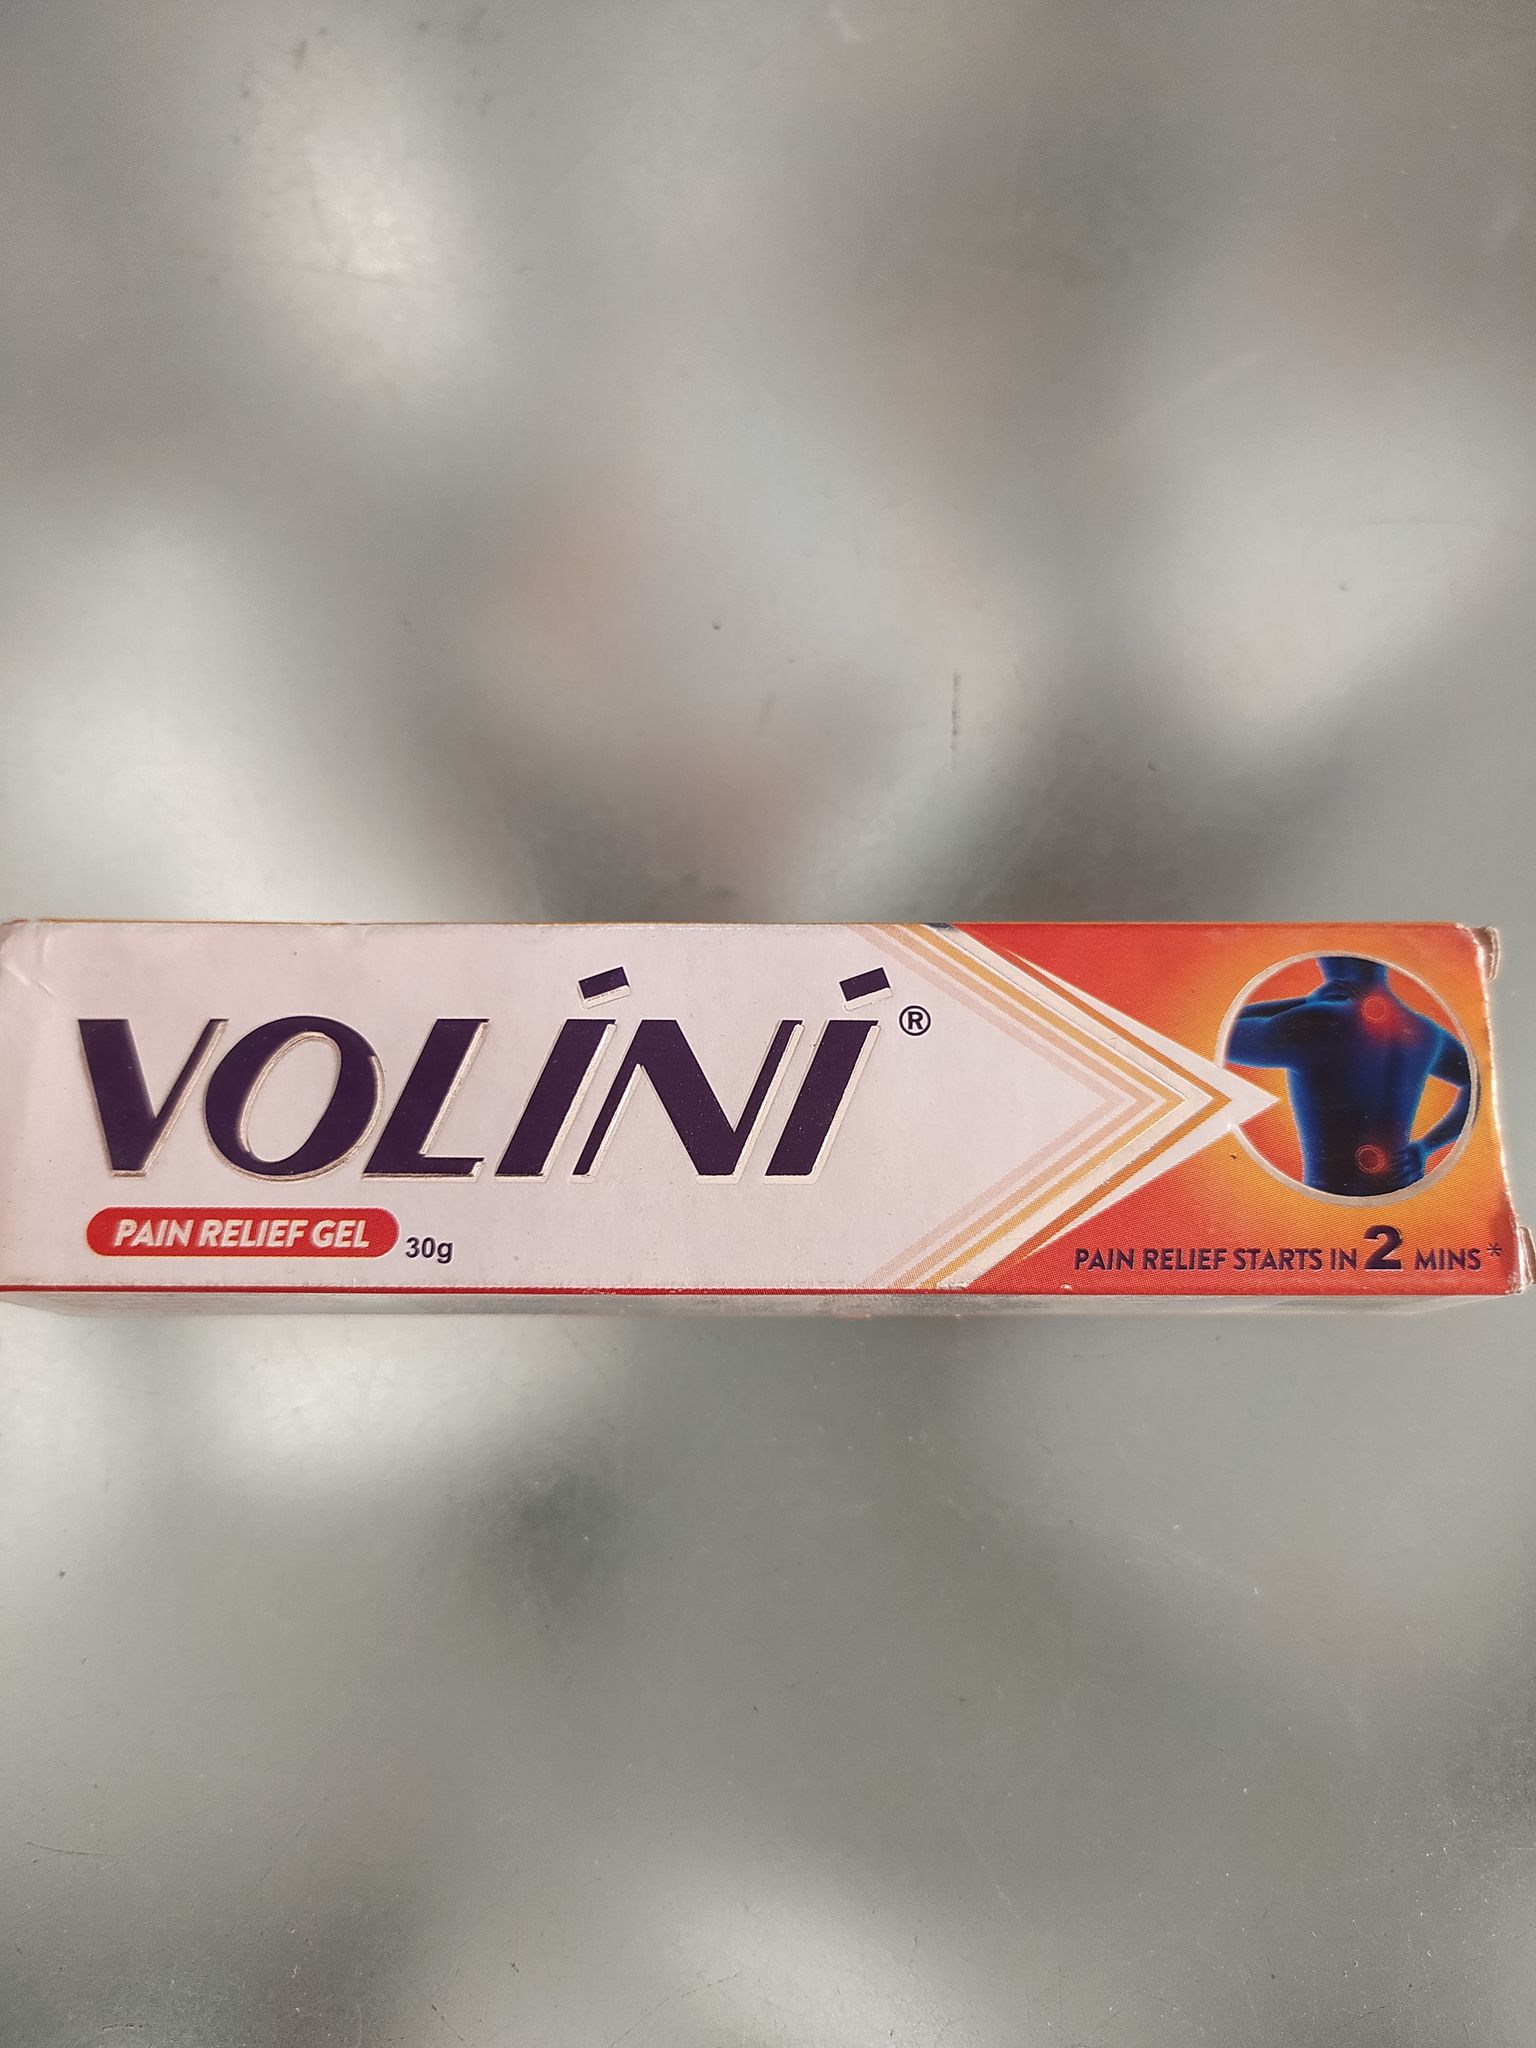 VOLINI®
PAIN RELIEF GEL 30g
PAIN RELIEF STARTS IN 2 MINS*